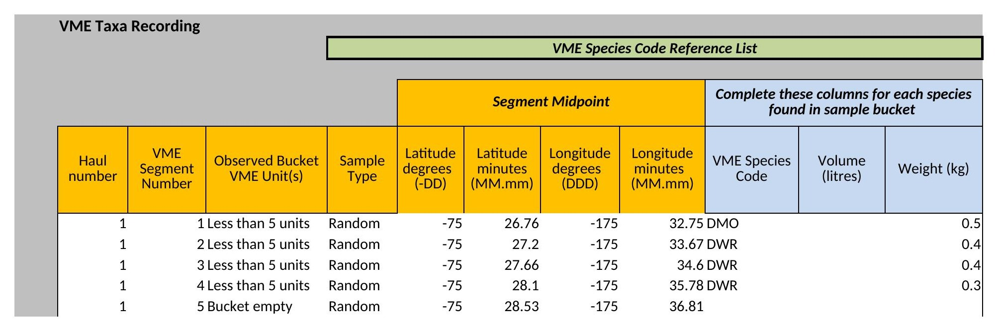 VME Taxa Recording
VME Species Code Reference List
Segment Midpoint
Complete these columns for each species
found in sample bucket
Haul
number
VME
Segment
Number
Observed Bucket
VME Unit(s)
Sample
Type
Latitude
degrees
(-DD)
Latitude
minutes
(MM.mm)
Longitude
degrees
(DDD)
Longitude
minutes
(MM.mm)
VME Species
Code
Volume
(litres)
Weight (kg)
1 1 Less than 5 units Random -75 26.76 -175 32.75 DMO 0.5
1 2 Less than 5 units Random -75 27.2 -175 33.67 DWR 0.4
1 3 Less than 5 units Random -75 27.66 -175 34.6 DWR 0.4
1 4 Less than 5 units Random -75 28.1 -175 35.78 DWR 0.3
1 5 Bucket empty Random -75 28.53 -175 36.81